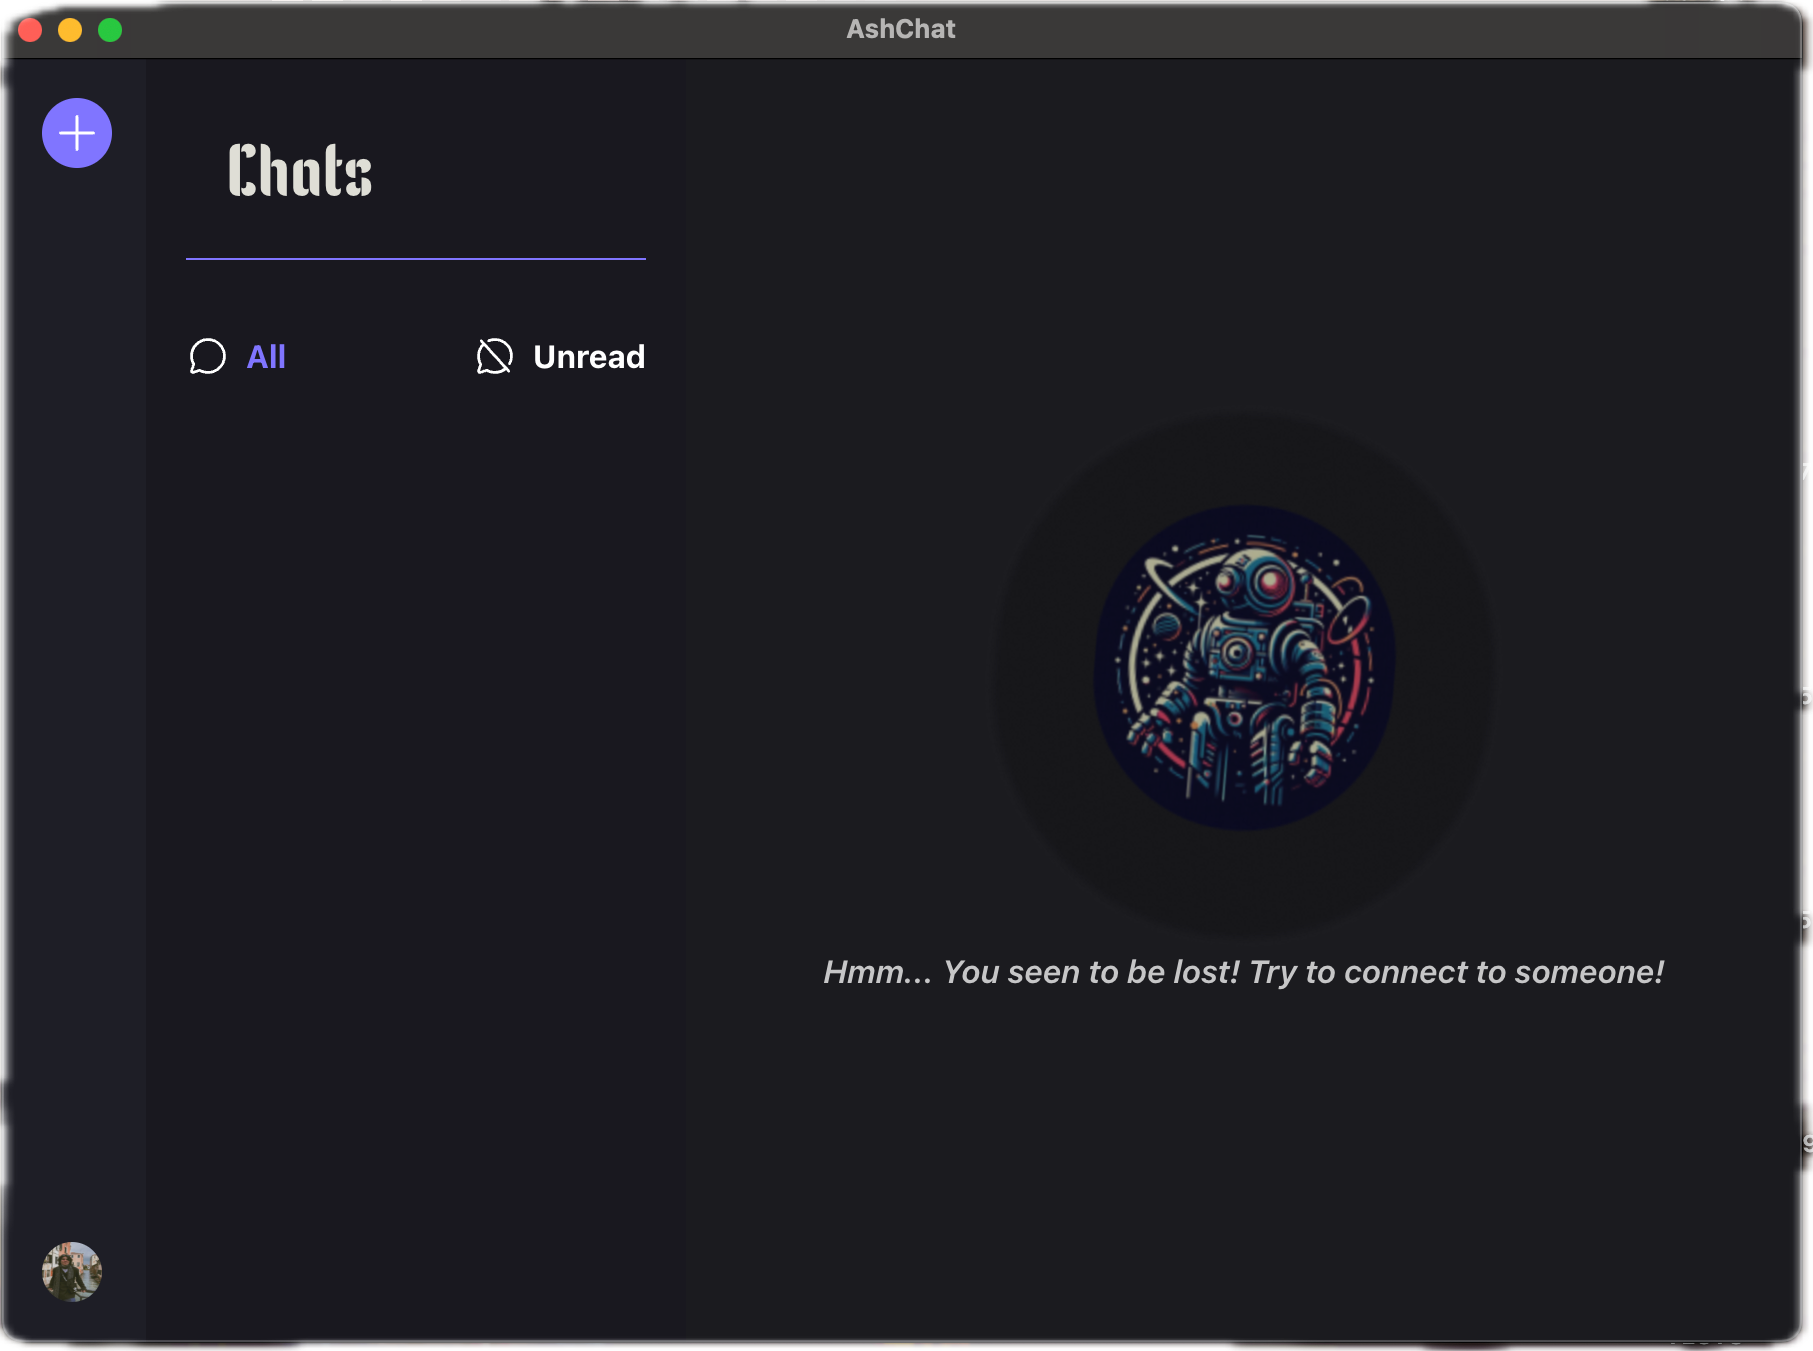 AshChat
Chats
All
Unread
Hmm... You seen to be lost! Try to connect to someone!